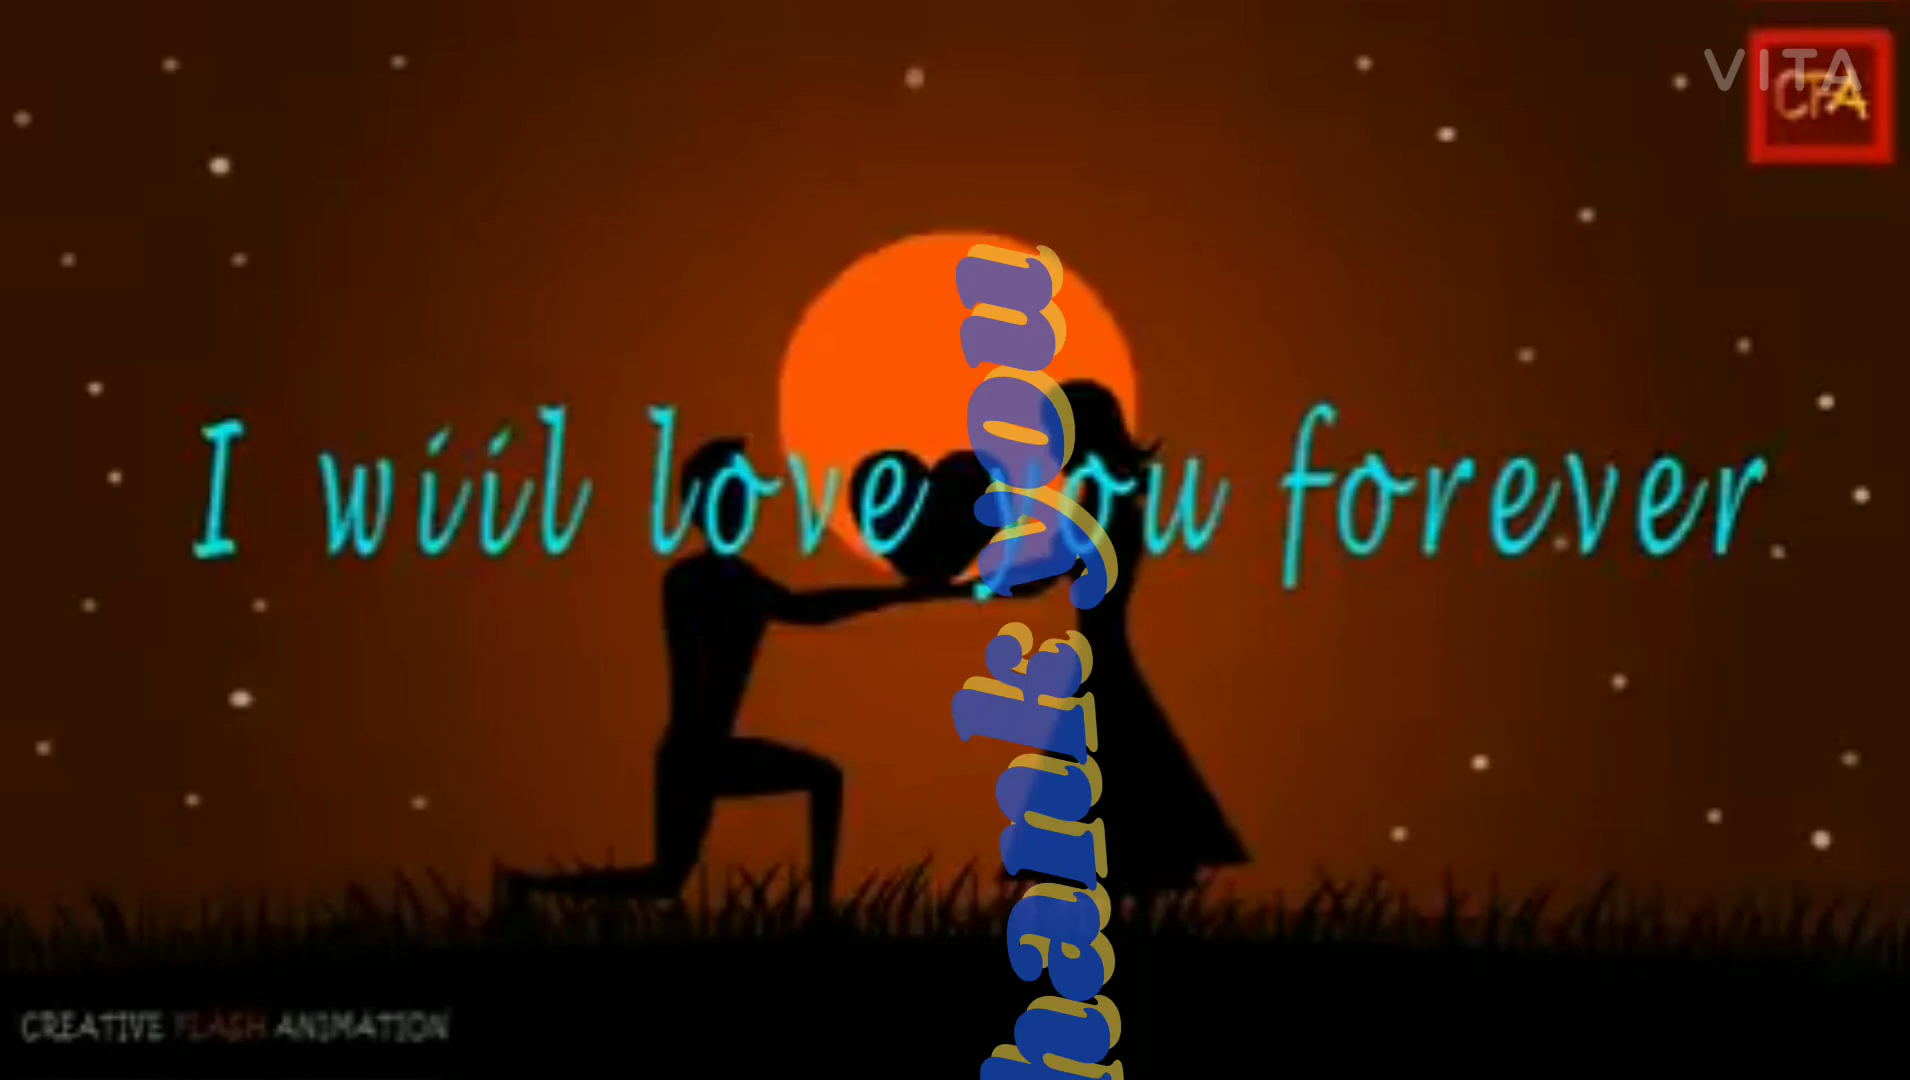 VITA
CFA
I wiil love you forever
hank you
CREATIVE FLASH ANIMATION